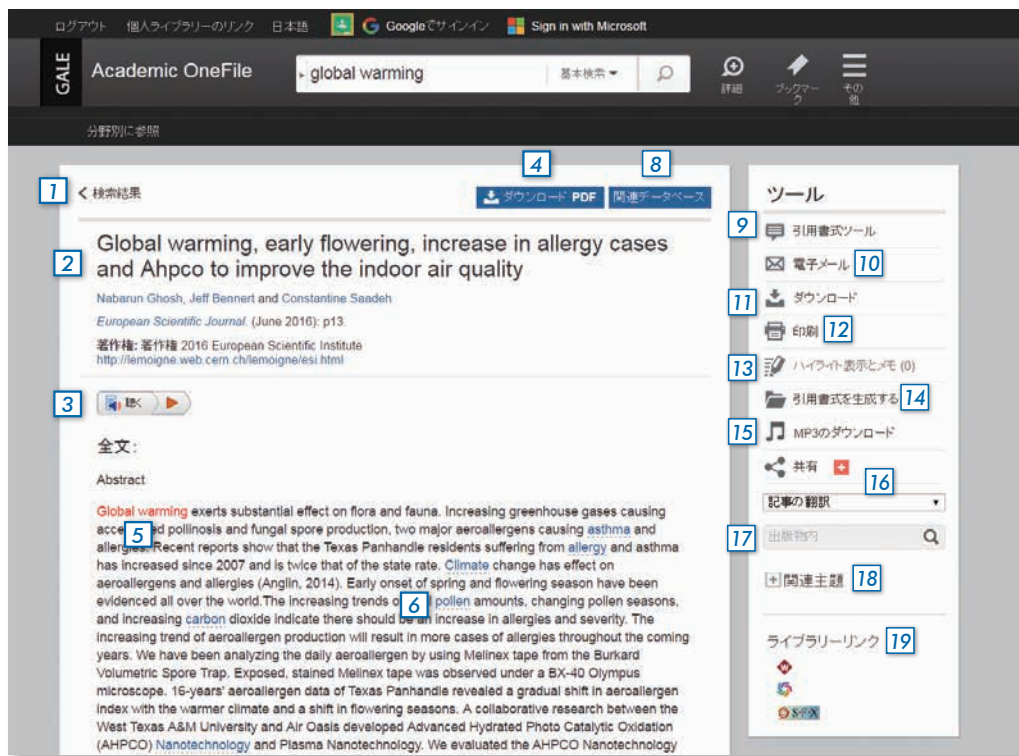 ログアウト 個人ライブラリーのリンク 日本語 Googleでサインイン Sign in with Microsoft
GALE
Academic OneFile
global warming 基本検索
詳細 ブックマーク その他
分野別に参照
1 検索結果
4
8
ダウンロード PDF 関連データベース
2
Global warming, early flowering, increase in allergy cases
and Ahpco to improve the indoor air quality
Nabarun Ghosh, Jeff Bennert and Constantine Saadeh
European Scientific Journal. (June 2016): p13.
著作権: 著作権 2016 European Scientific Institute
http://lemoigne.web.cern.ch/lemoigne/esi.html
3 聴く
全文:
Abstract
Global warming exerts substantial effect on flora and fauna. Increasing greenhouse gases causing
5 pollinosis and fungal spore production, two major aeroallergens causing asthma and
allergies. Recent reports show that the Texas Panhandle residents suffering from allergy and asthma
has increased since 2007 and is twice that of the state rate. Climate change has effect on
aeroallergens and allergies (Anglin, 2014). Early onset of spring and flowering season have been
evidenced all over the world.The increasing trends 6 pollen amounts, changing pollen seasons,
and increasing carbon dioxide indicate there should be an increase in allergies and severity. The
increasing trend of aeroallergen production will result in more cases of allergies throughout the coming
years. We have been analyzing the daily aeroallergen by using Melinex tape from the Burkard
Volumetric Spore Trap. Exposed, stained Melinex tape was observed under a BX-40 Olympus
microscope. 16-years' aeroallergen data of Texas Panhandle revealed a gradual shift in aeroallergen
index with the warmer climate and a shift in flowering seasons. A collaborative research between the
West Texas A&M University and Air Oasis developed Advanced Hydrated Photo Catalytic Oxidation
(AHPCO) Nanotechnology and Plasma Nanotechnology. We evaluated the AHPCO Nanotechnology
ツール
9 引用書式ツール
電子メール 10
11 ダウンロード
印刷 12
13 ハイライト表示とメモ (0)
引用書式を生成する 14
15 MP3のダウンロード
共有
16
記事の翻訳
17 出版物内
関連主題 18
ライブラリーリンク 19
S·F·X